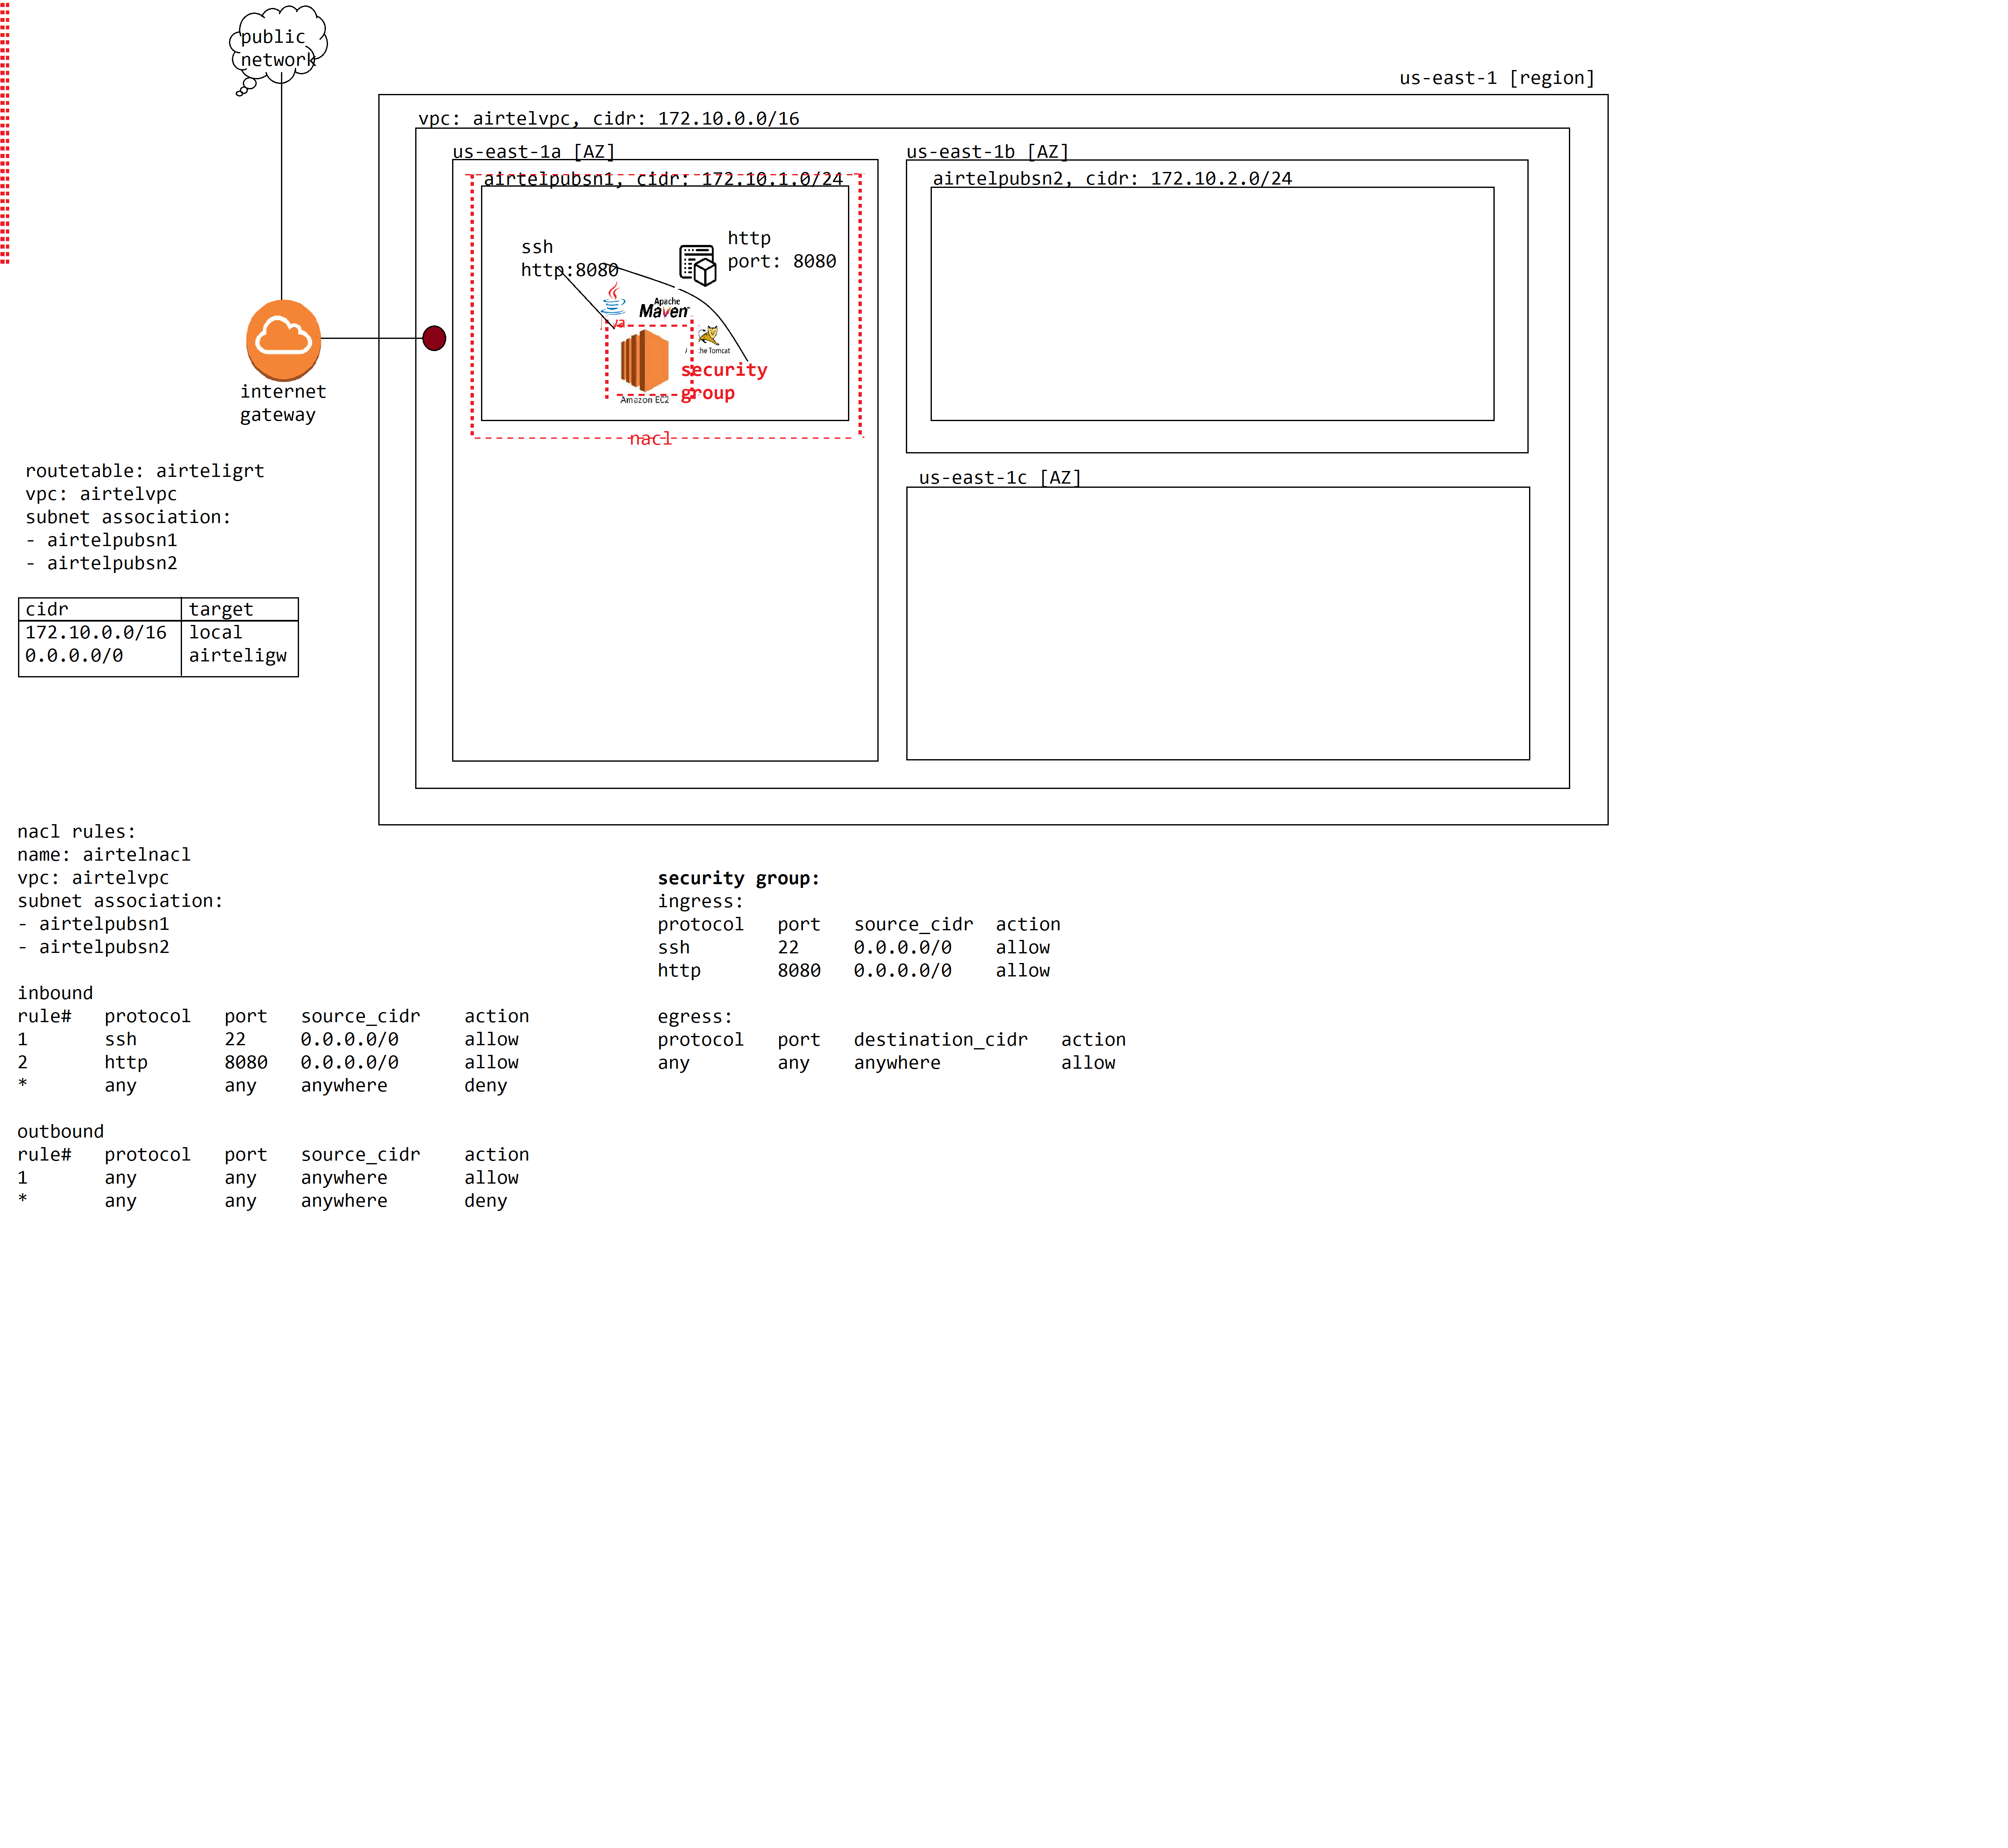 public
network
us-east-1 [region]
vpc: airtelvpc, cidr: 172.10.0.0/16
us-east-1a [AZ]
us-east-1b [AZ]
airtelpubsn1, cidr: 172.10.1.0/24
airtelpubsn2, cidr: 172.10.2.0/24
ssh
http:8080
http
port: 8080
Apache
Maven
security
group
Amazon EC2
nacl
internet
gateway
us-east-1c [AZ]
routetable: airteligrt
vpc: airtelvpc
subnet association:
- airtelpubsn1
- airtelpubsn2
cidr target
172.10.0.0/16 local
0.0.0.0/0 airteligw
nacl rules:
name: airtelnacl
vpc: airtelvpc
subnet association:
- airtelpubsn1
- airtelpubsn2
inbound
rule# protocol port source_cidr action
1 ssh 22 0.0.0.0/0 allow
2 http 8080 0.0.0.0/0 allow
* any any anywhere deny
outbound
rule# protocol port source_cidr action
1 any any anywhere allow
* any any anywhere deny
security group:
ingress:
protocol port source_cidr action
ssh 22 0.0.0.0/0 allow
http 8080 0.0.0.0/0 allow
egress:
protocol port destination_cidr action
any any anywhere allow